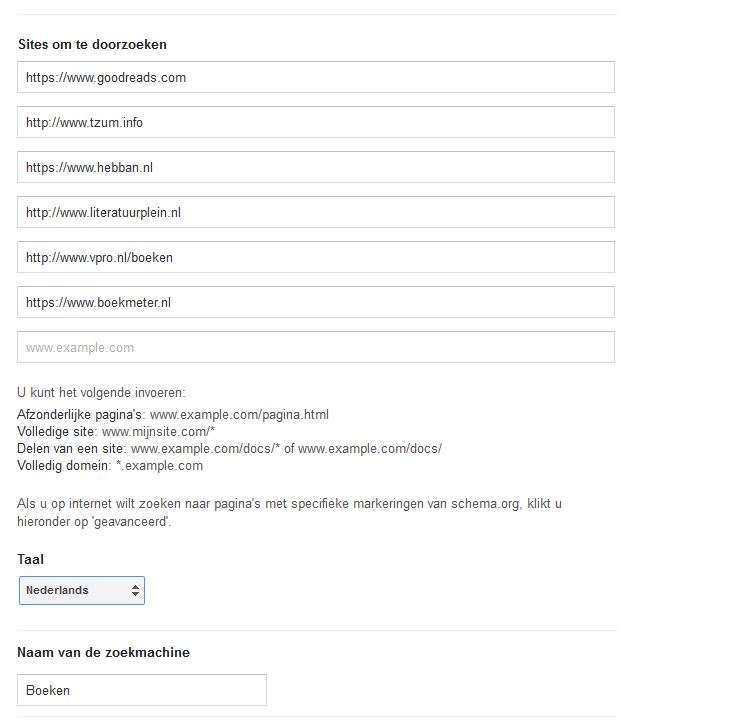 Sites om te doorzoeken
https://www.goodreads.com
http://www.tzum.info
https://www.hebban.nl
http://www.literatuurplein.nl
http://www.vpro.nl/boeken
https://www.boekmeter.nl
www.example.com
U kunt het volgende invoeren:
Afzonderlijke pagina's: www.example.com/pagina.html
Volledige site: www.mijnsite.com/*
Delen van een site: www.example.com/docs/* of www.example.com/docs/
Volledig domein: *.example.com
Als u op internet wilt zoeken naar pagina's met specifieke markeringen van schema.org, klikt u
hieronder op 'geavanceerd'.
Taal
Nederlands
Naam van de zoekmachine
Boeken